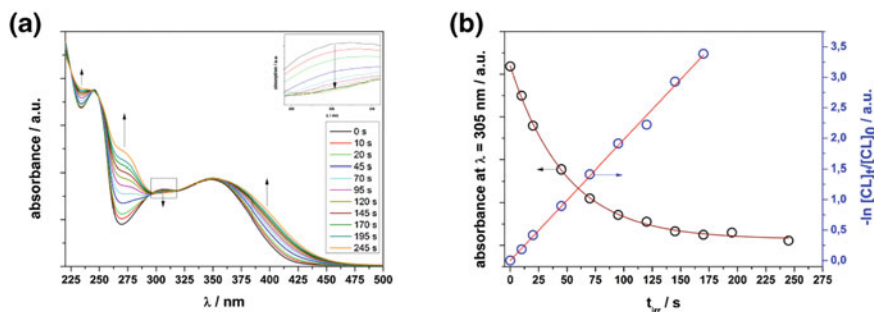 (a)
absorbance / a.u.
λ / nm
225 250 275 300 325 350 375 400 425 450 475 500
0 s
10 s
20 s
45 s
70 s
95 s
120 s
145 s
170 s
195 s
245 s
(b)
absorbance at λ = 305 nm / a.u.
t_irr / s
0 25 50 75 100 125 150 175 200 225 250 275
3,5
3,0
2,5
2,0
1,5
1,0
0,5
0,0
-ln [CL]t/[CL]0 / a.u.